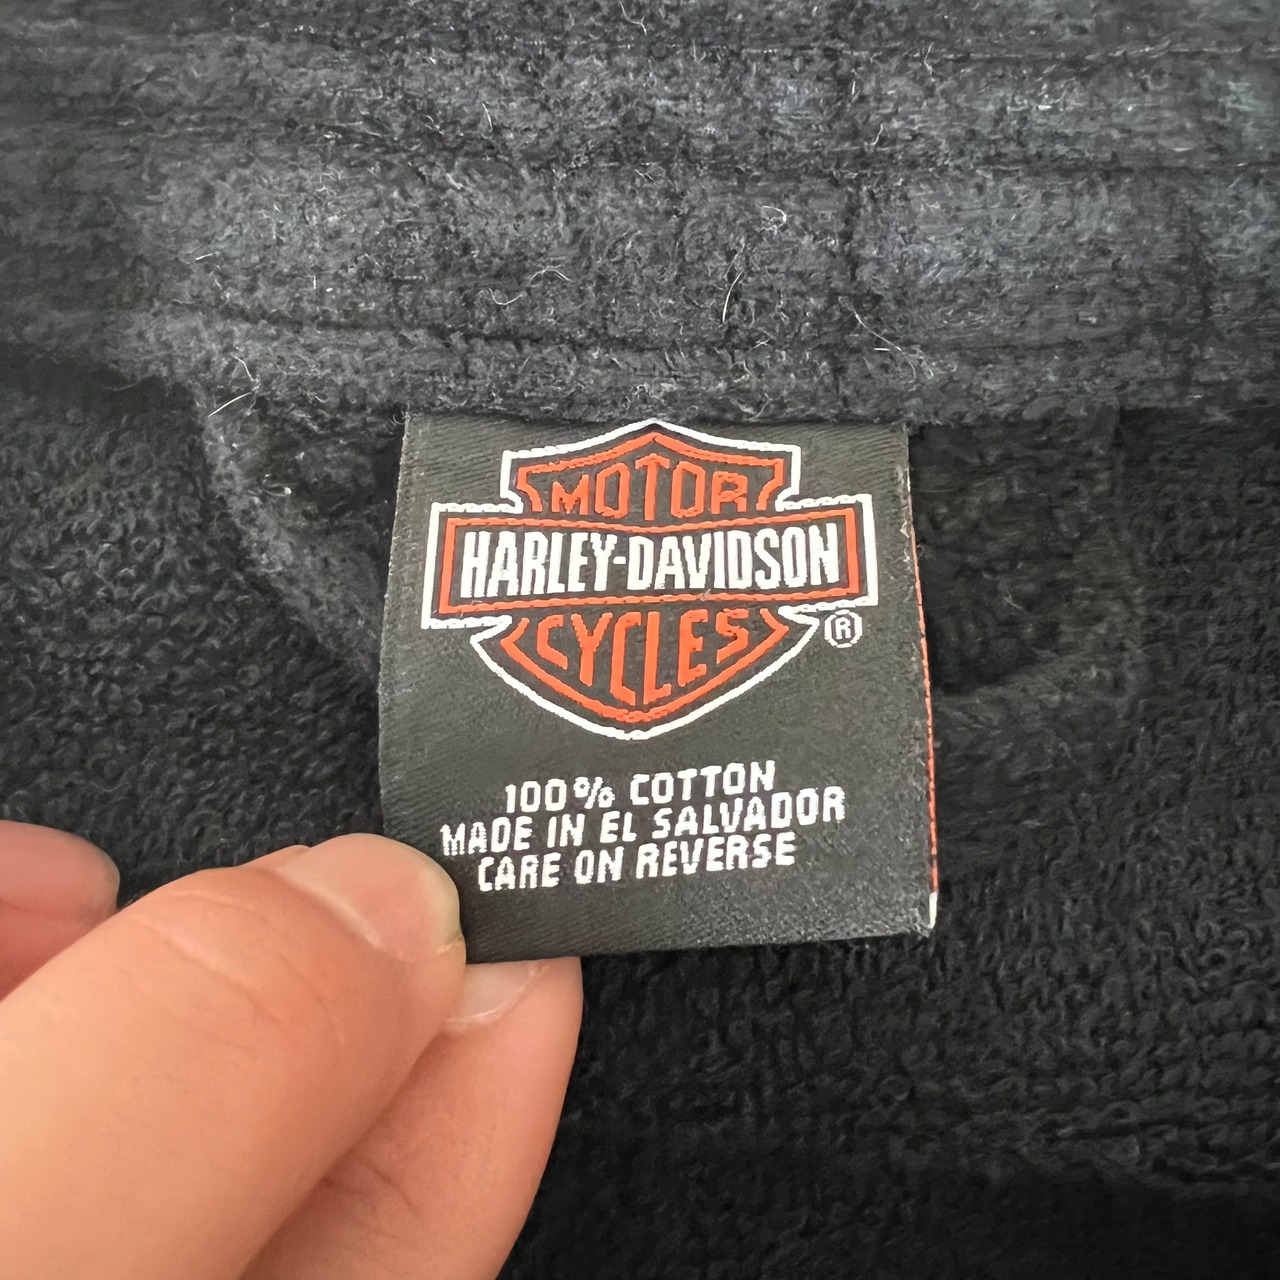 MOTOR
HARLEY-DAVIDSON
CYCLES
®
100% COTTON
MADE IN EL SALVADOR
CARE ON REVERSE